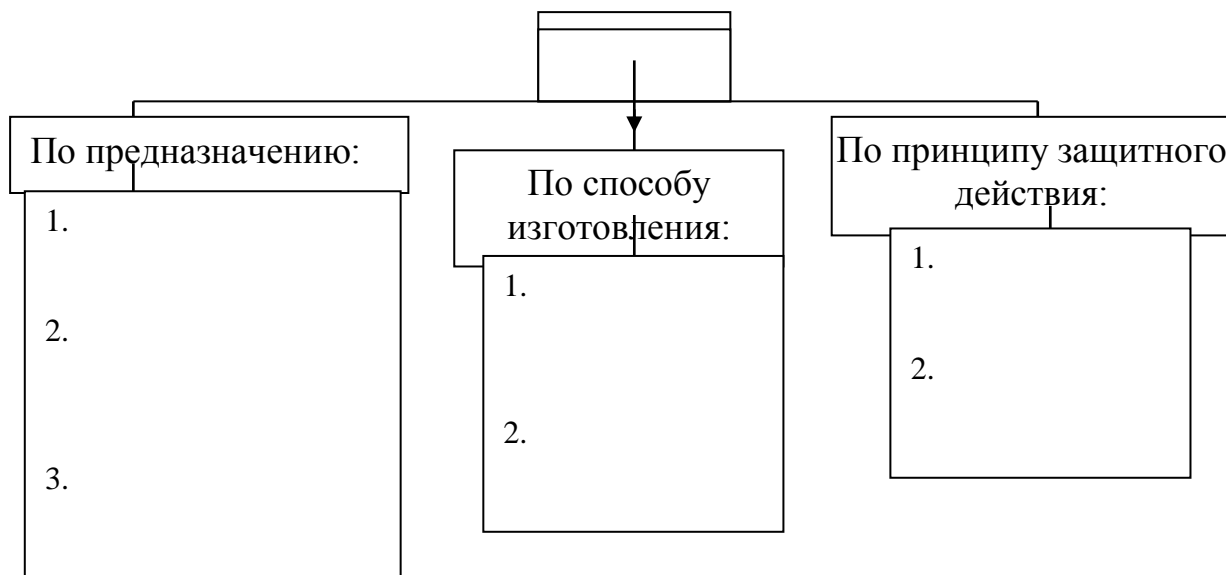 По предназначению:
1.
2.
3.
По способу
изготовления:
1.
2.
По принципу защитного
действия:
1.
2.